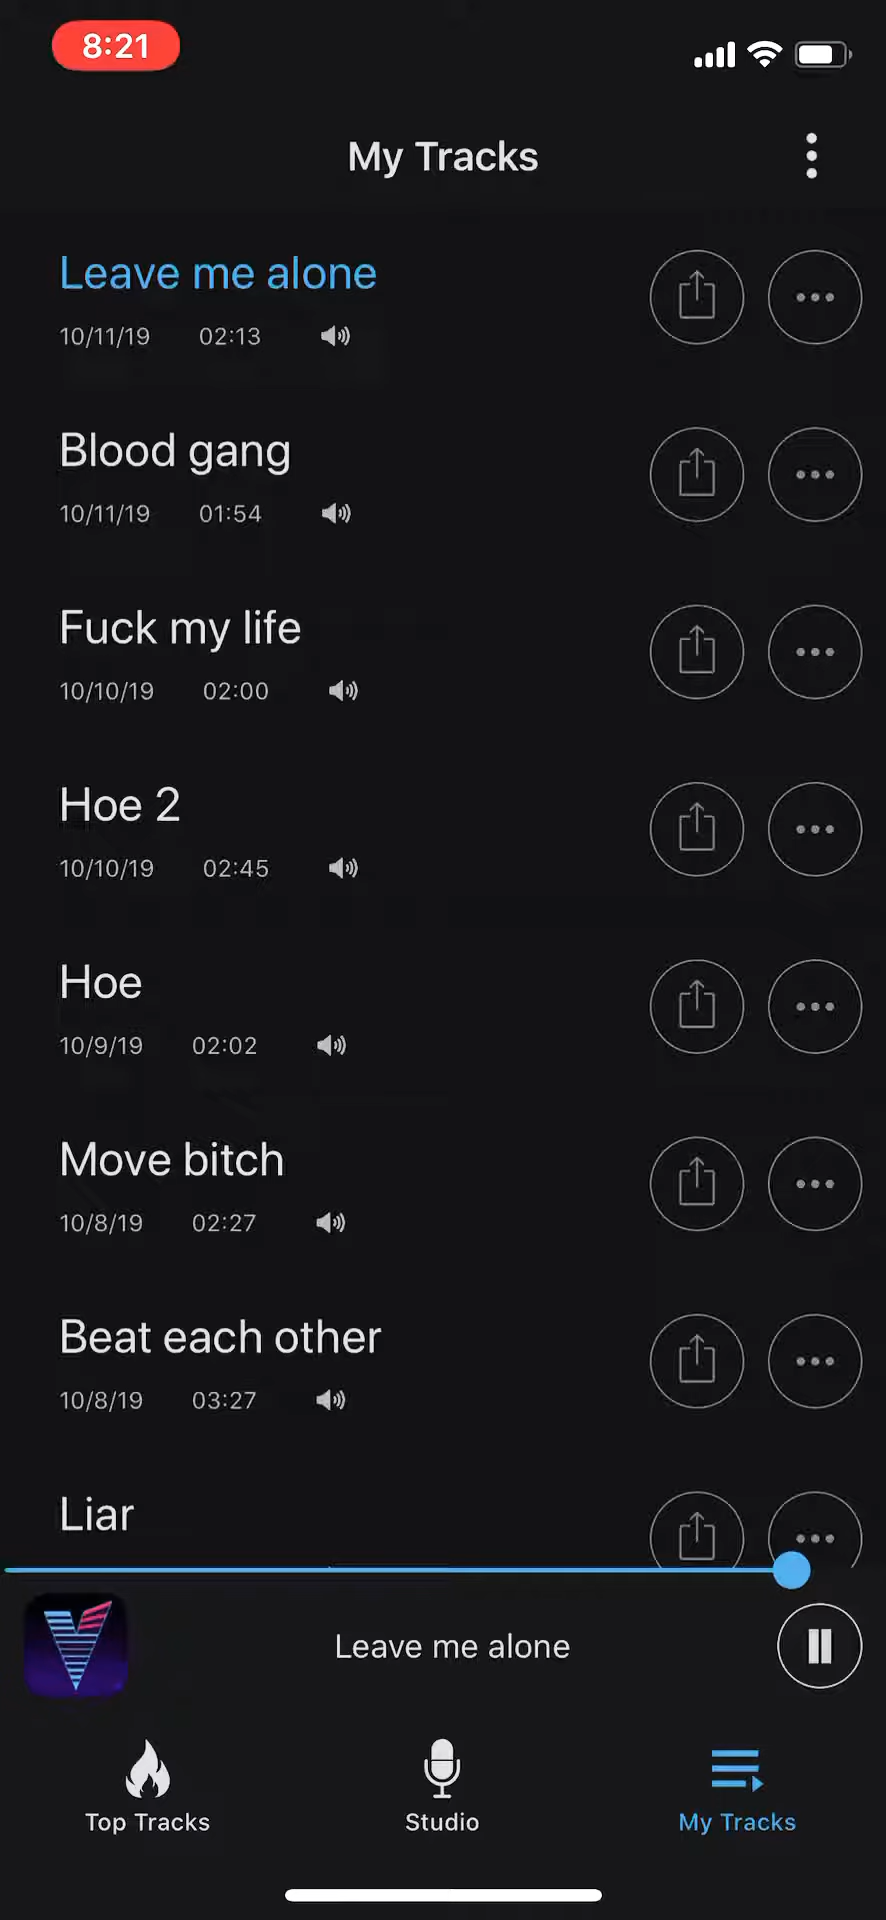 8:21
My Tracks
Leave me alone
10/11/19 02:13
Blood gang
10/11/19 01:54
Fuck my life
10/10/19 02:00
Hoe 2
10/10/19 02:45
Hoe
10/9/19 02:02
Move bitch
10/8/19 02:27
Beat each other
10/8/19 03:27
Liar
Leave me alone
Top Tracks Studio My Tracks